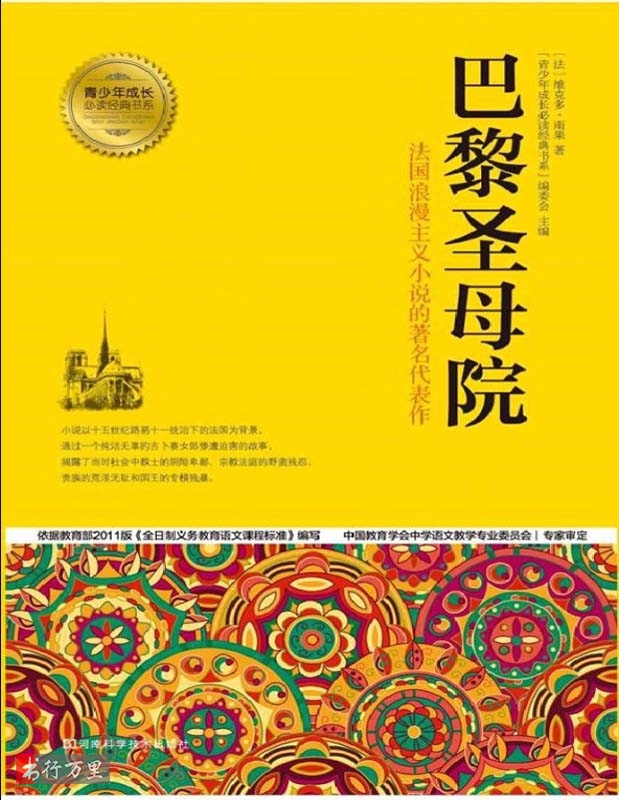 青少年成长
必读经典书系
[法]维克多·雨果 著
「青少年成长必读经典书系」编委会 主编
巴黎圣母院
法国浪漫主义小说的著名代表作
小说以十五世纪路易十一统治下的法国为背景，
通过一个纯洁无辜的吉卜赛女郎惨遭迫害的故事，
揭露了当时社会中教士的阴险卑鄙、宗教法庭的野蛮残忍、
贵族的荒淫无耻和国王的专横残暴。
依据教育部2011版《全日制义务教育语文课程标准》编写
中国教育学会中学语文教学专业委员会 | 专家审定
河南科学技术出版社
书行万里